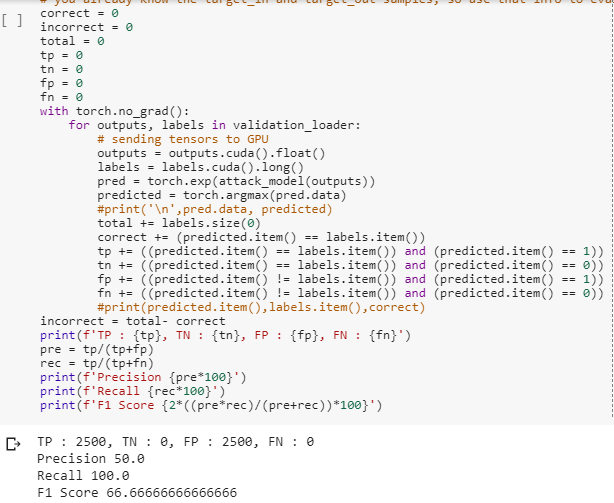 # you already know the target_in and target_out samples, so use that info to eva
[ ] correct = 0
incorrect = 0
total = 0
tp = 0
tn = 0
fp = 0
fn = 0
with torch.no_grad():
    for outputs, labels in validation_loader:
        # sending tensors to GPU
        outputs = outputs.cuda().float()
        labels = labels.cuda().long()
        pred = torch.exp(attack_model(outputs))
        predicted = torch.argmax(pred.data)
        #print('\n',pred.data, predicted)
        total += labels.size(0)
        correct += (predicted.item() == labels.item())
        tp += ((predicted.item() == labels.item()) and (predicted.item() == 1))
        tn += ((predicted.item() == labels.item()) and (predicted.item() == 0))
        fp += ((predicted.item() != labels.item()) and (predicted.item() == 1))
        fn += ((predicted.item() != labels.item()) and (predicted.item() == 0))
        #print(predicted.item(),labels.item(),correct)
incorrect = total- correct
print(f'TP : {tp}, TN : {tn}, FP : {fp}, FN : {fn}')
pre = tp/(tp+fp)
rec = tp/(tp+fn)
print(f'Precision {pre*100}')
print(f'Recall {rec*100}')
print(f'F1 Score {2*((pre*rec)/(pre+rec))*100}')
TP : 2500, TN : 0, FP : 2500, FN : 0
Precision 50.0
Recall 100.0
F1 Score 66.66666666666666